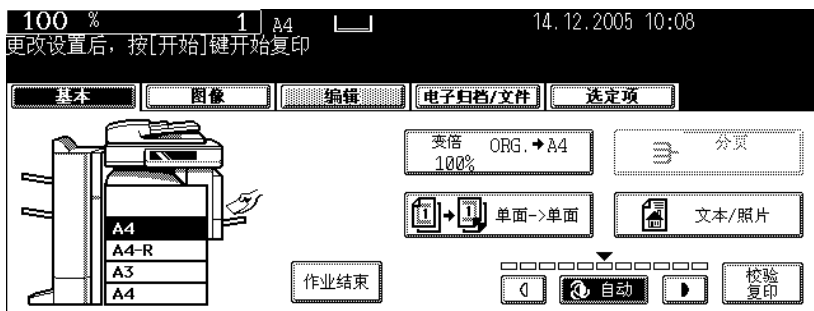 100 % 1 A4 14.12.2005 10:08
更改设置后，按[开始]键开始复印
基本 图像 编辑 电子归档/文件 选定项
变倍 ORG.→A4
100%
分页
1→1 单面->单面
文本/照片
A4
A4-R
A3
A4
作业结束
自动
校验
复印